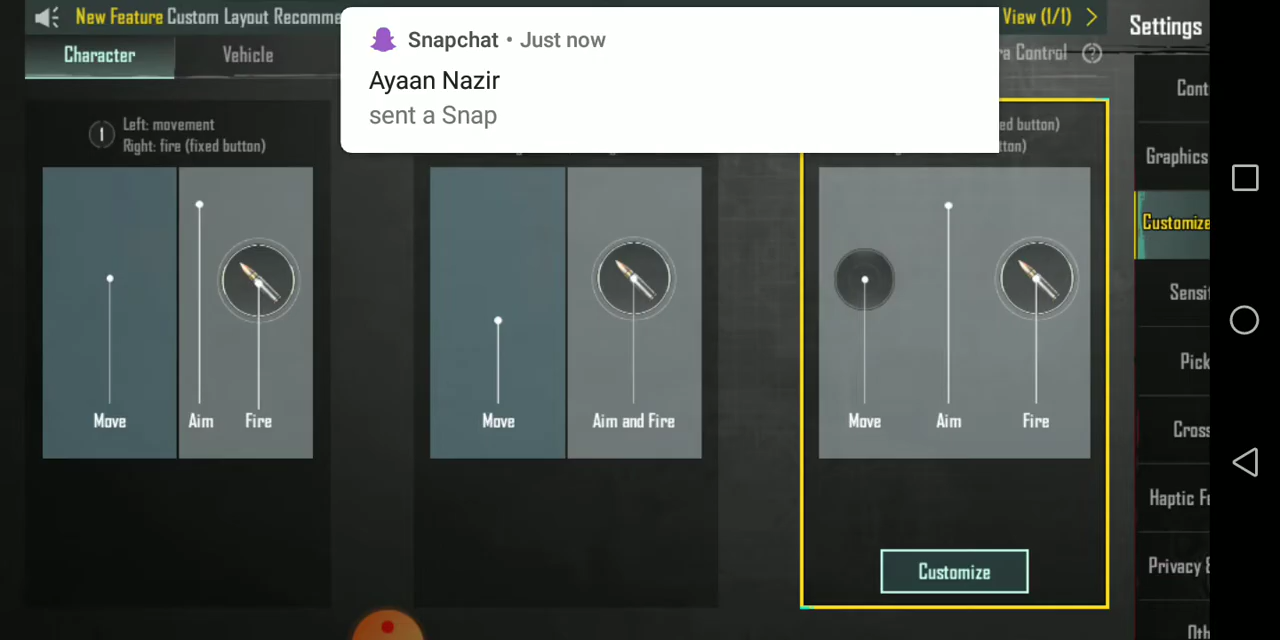 New Feature Custom Layout Recomme
View (1/1)
Settings
Character
Vehicle
ra Control
?
Snapchat • Just now
Ayaan Nazir
sent a Snap
1
Left: movement
Right: fire (fixed button)
ed button)
tton)
Move
Aim
Fire
Move
Aim and Fire
Move
Aim
Fire
Customize
Cont
Graphics
Customize
Sensit
Pick
Cross
Haptic Fe
Privacy &
Oth